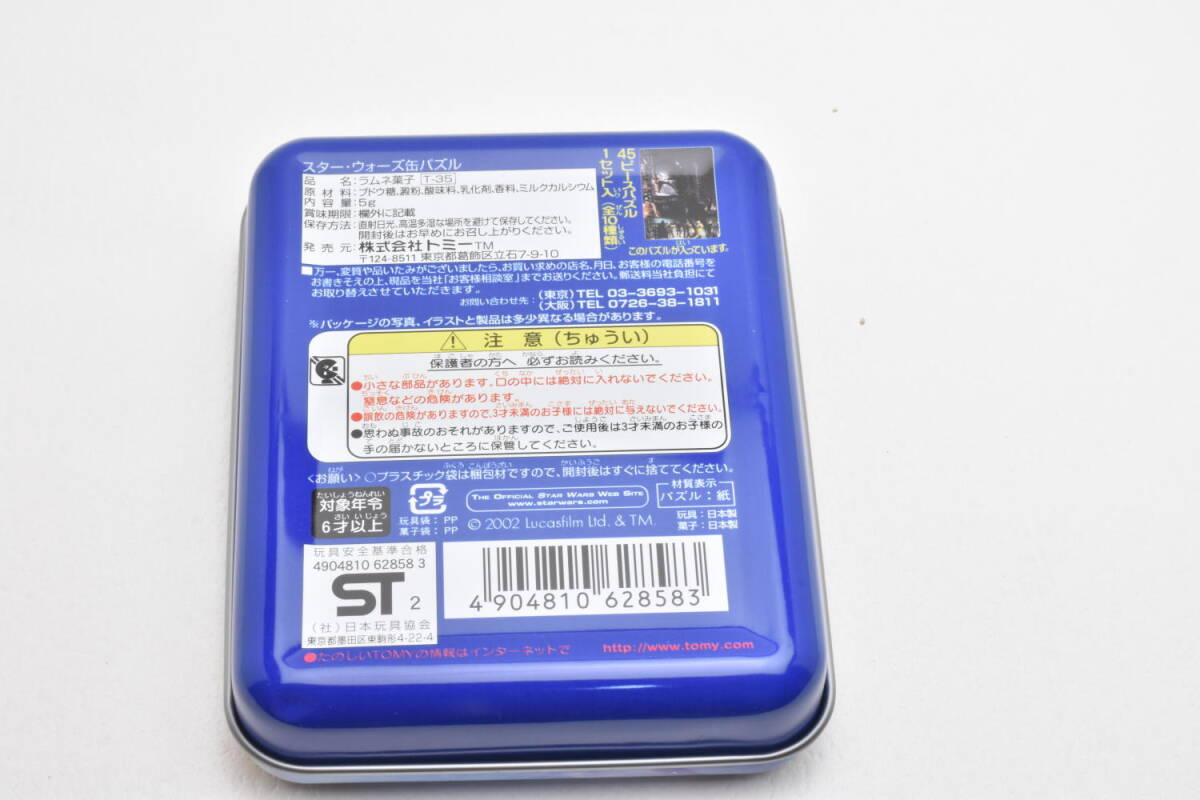 スター・ウォーズ缶パズル
品名:ラムネ菓子 T-35
原材料:ブドウ糖、澱粉、酸味料、乳化剤、香料、ミルクカルシウム
内容量:5g
賞味期限:欄外に記載
保存方法:直射日光、高温多湿な場所を避けて保存してください。
開封後はお早めにお召し上がりください。
発売元:株式会社トミーTM
〒124-8511 東京都葛飾区立石7-9-10
45ピースパズル
1セット入(全10種類)
このパズルが入っています。
■万一、変質や品いたみがございましたら、お買い求めの店名、月日、お客様の電話番号を
お書きそえの上、現品を当社「お客様相談室」までお送りください。郵送料当社負担にて
お取り替えさせていただきます。
お問い合わせ先:(東京)TEL 03-3693-1031
(大阪)TEL 0726-38-1811
※パッケージの写真、イラストと製品は多少異なる場合があります。
注意(ちゅうい)
保護者の方へ 必ずお読みください。
●小さな部品があります。口の中には絶対に入れないでください。
窒息などの危険があります。
●誤飲の危険がありますので、3才未満のお子様には絶対に与えないでください。
●思わぬ事故のおそれがありますので、ご使用後は3才未満のお子様の
手の届かないところに保管してください。
<お願い>○プラスチック袋は梱包材ですので、開封後はすぐに捨ててください。
たいしょうねんれい
対象年令
6才以上
プラ
玩具袋:PP
菓子袋:PP
THE OFFICIAL STAR WARS WEB SITE
www.starwars.com
© 2002 Lucasfilm Ltd. & TM.
材質表示
パズル:紙
玩具:日本製
菓子:日本製
玩具安全基準合格
4904810 62858 3
ST 2
(社)日本玩具協会
東京都墨田区東駒形4-22-4
4 904810 628583
●たのしいTOMYの情報はインターネットで http://www.tomy.com